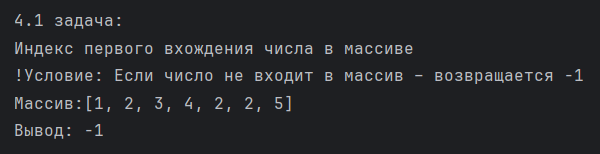 4.1 задача:
Индекс первого вхождения числа в массиве
!Условие: Если число не входит в массив – возвращается -1
Массив:[1, 2, 3, 4, 2, 2, 5]
Вывод: -1